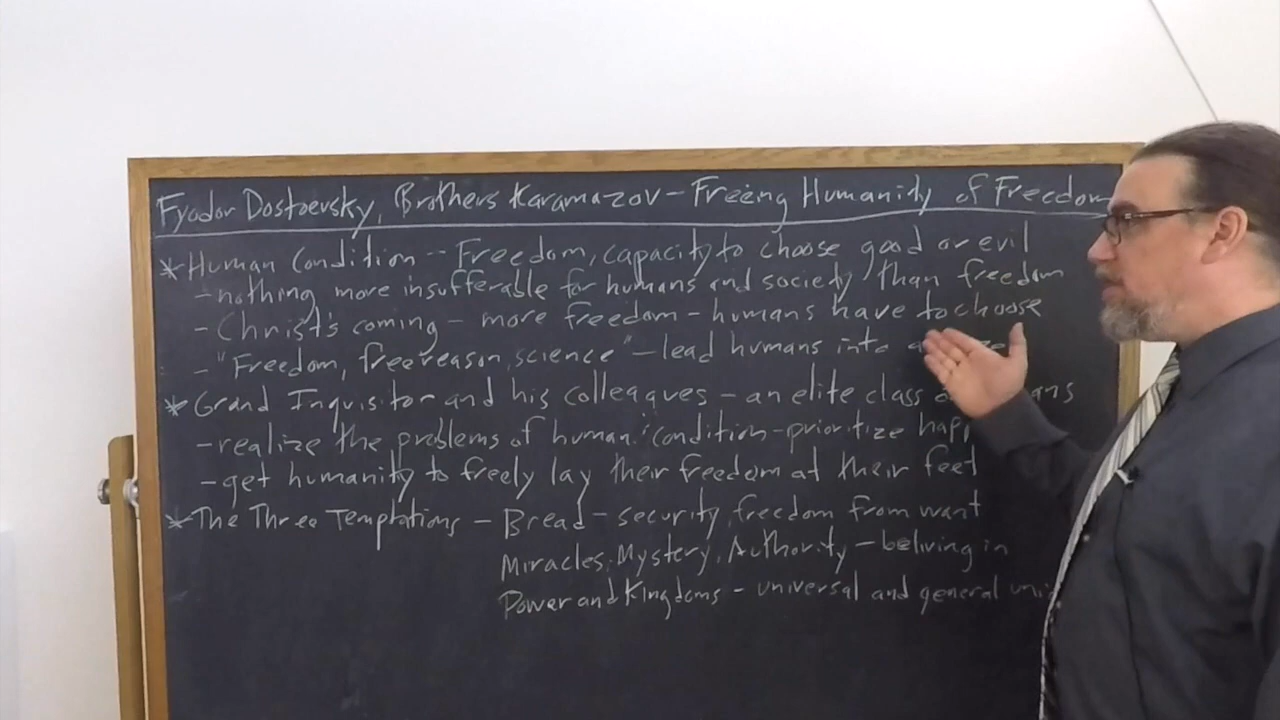 Fyodor Dostoevsky, Brothers Karamazov - Freeing Humanity of Freedom
* Human Condition - Freedom, capacity to choose good or evil
- nothing more insufferable for humans and society than freedom
- Christ's coming - more freedom - humans have to choose
- "Freedom, free reason, science" - lead humans into
* Grand Inquisitor and his colleagues - an elite class
- realize the problems of human condition - prioritize
- get humanity to freely lay their freedom at their feet
* The Three Temptations - Bread - security, freedom from want
Miracles, Mystery, Authority - beliving in
Power and Kingdoms - universal and general